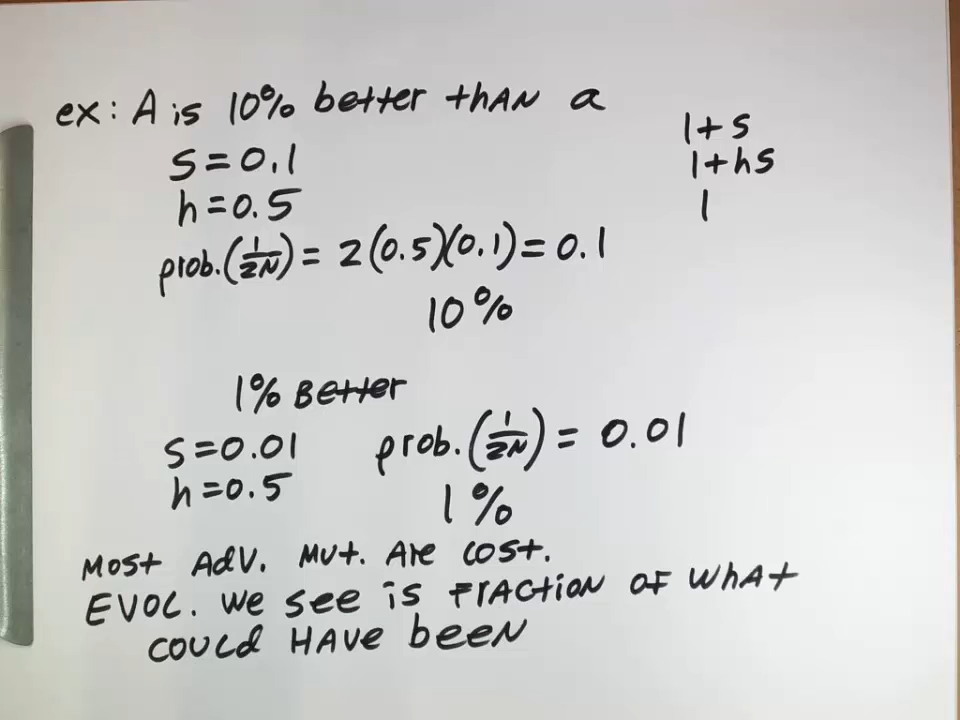 ex: A is 10% better thAN a
1+s
s=0.1
1+hs
h=0.5
1
prob.(1/2N) = 2(0.5)(0.1) = 0.1
10%
1% Better
s=0.01
prob.(1/2N) = 0.01
h=0.5
1%
MOST AdV. MUt. Are COST.
EVOL. We see is FrACtioN OF WhAt
COULd HAVe beeN